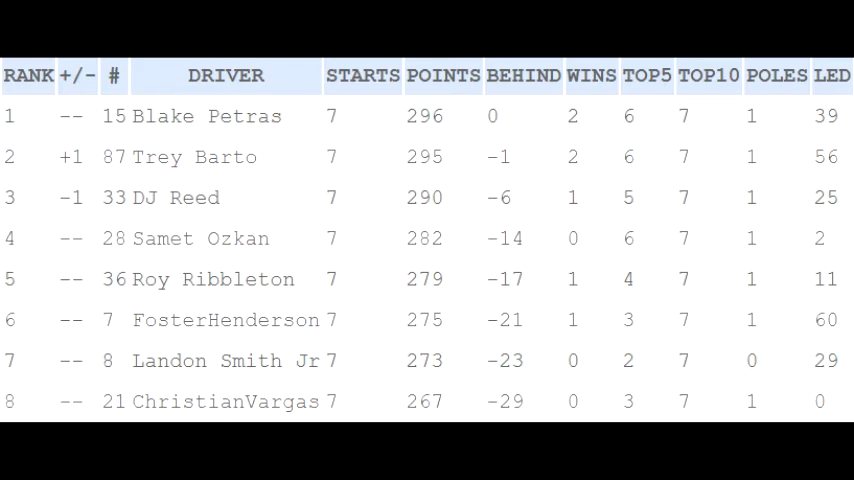 RANK +/- # DRIVER STARTS POINTS BEHIND WINS TOP5 TOP10 POLES LED
1 -- 15 Blake Petras 7 296 0 2 6 7 1 39
2 +1 87 Trey Barto 7 295 -1 2 6 7 1 56
3 -1 33 DJ Reed 7 290 -6 1 5 7 1 25
4 -- 28 Samet Ozkan 7 282 -14 0 6 7 1 2
5 -- 36 Roy Ribbleton 7 279 -17 1 4 7 1 11
6 -- 7 FosterHenderson 7 275 -21 1 3 7 1 60
7 -- 8 Landon Smith Jr 7 273 -23 0 2 7 0 29
8 -- 21 ChristianVargas 7 267 -29 0 3 7 1 0